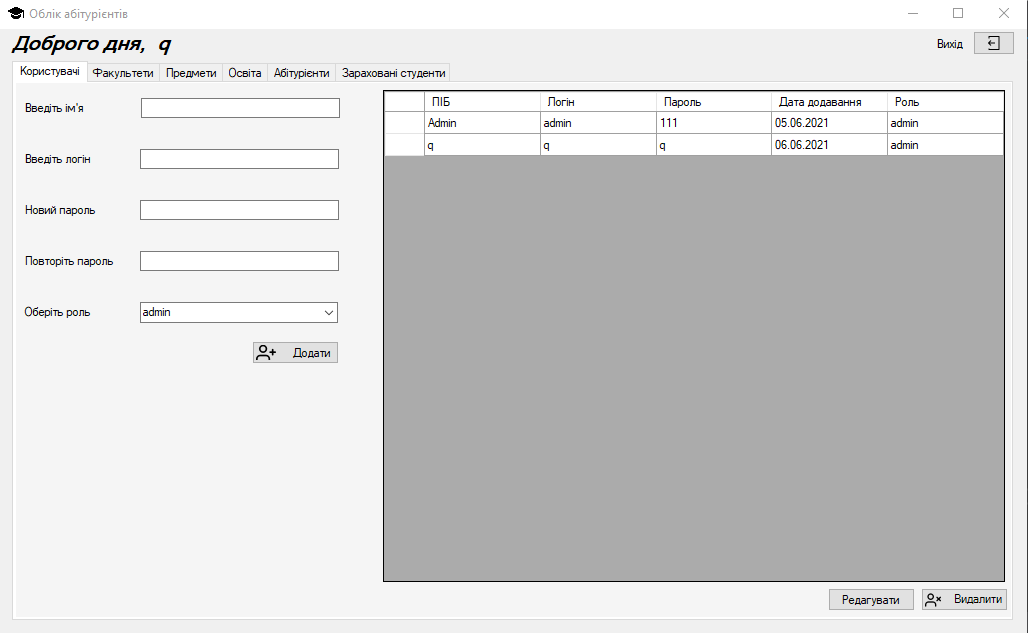 Облік абітурієнтів
Доброго дня, q
Вихід
Користувачі Факультети Предмети Освіта Абітурієнти Зараховані студенти
Введіть ім'я
Введіть логін
Новий пароль
Повторіть пароль
Оберіть роль admin
Додати
ПІБ Логін Пароль Дата додавання Роль
Admin admin 111 05.06.2021 admin
q q q 06.06.2021 admin
Редагувати Видалити